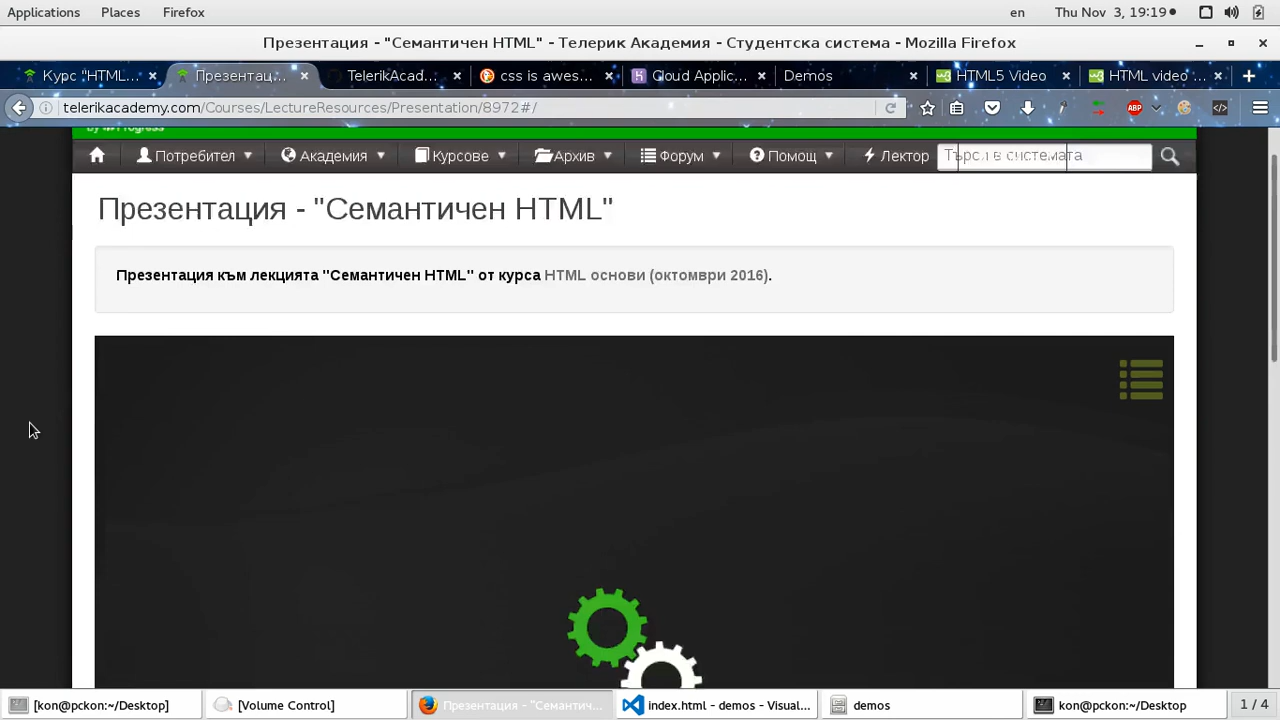 Applications Places Firefox en Thu Nov 3, 19:19
Презентация - "Семантичен HTML" - Телерик Академия - Студентска система - Mozilla Firefox
Курс "HTML... Презентац... TelerikAcad... css is awes... Cloud Applic... Demos HTML5 Video HTML video ...
telerikacademy.com/Courses/LectureResources/Presentation/8972#/ ABP
by Progress
Потребител Академия Курсове Архив Форум Помощ Лектор Търси в системата
Презентация - "Семантичен HTML"
Презентация към лекцията "Семантичен HTML" от курса HTML основи (октомври 2016).
[kon@pckon:~/Desktop] [Volume Control] Презентация - "Семантич... index.html - demos - Visual... demos kon@pckon:~/Desktop 1 / 4